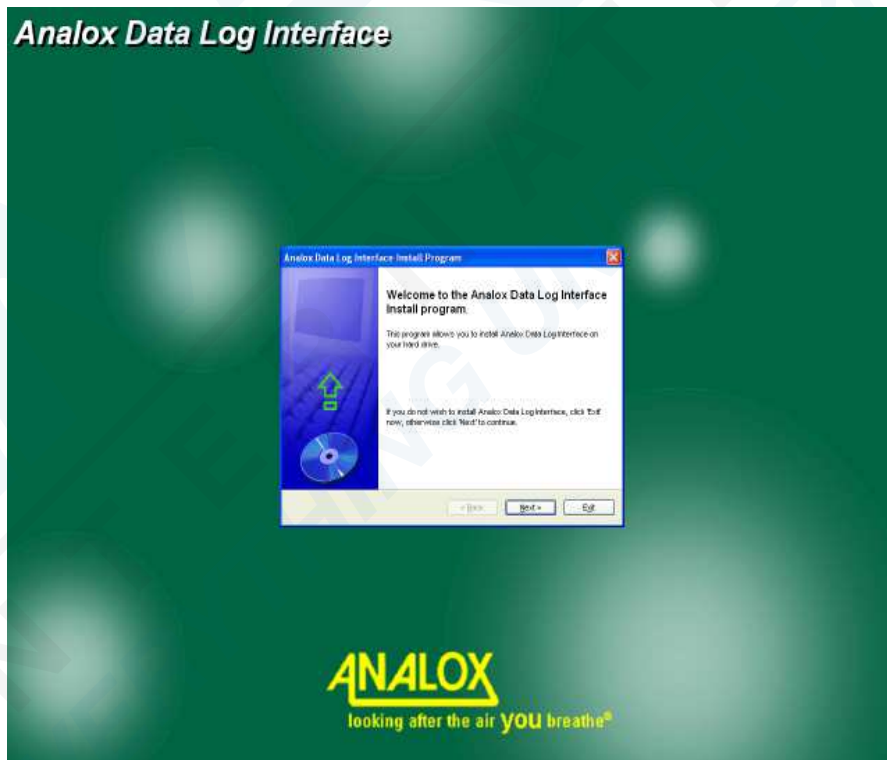 Analox Data Log Interface
Analox Data Log Interface Install Program
Welcome to the Analox Data Log Interface
Install program.
This program allows you to install Analox Data Log Interface on
your hard drive.
If you do not wish to install Analox Data Log Interface, click 'Exit'
now, otherwise click 'Next' to continue.
< Back Next > Exit
ANALOX
looking after the air you breathe®